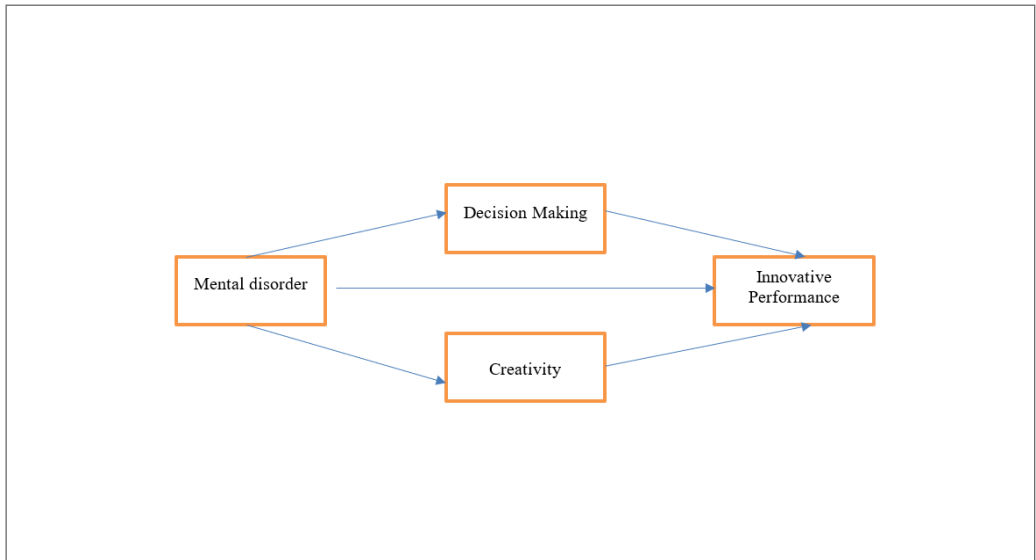 Decision Making
Mental disorder
Innovative
Performance
Creativity